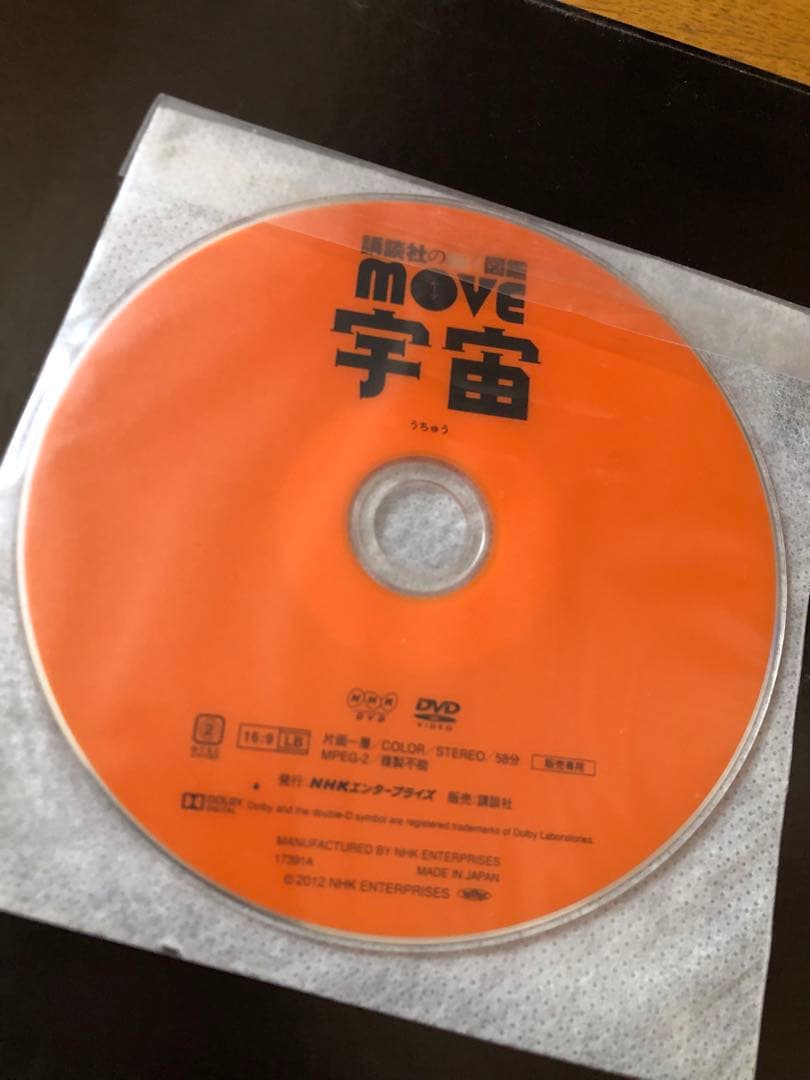 講談社の 図鑑
MOVE
宇宙
うちゅう
NHK DVD
DVD VIDEO
2 NTSC
16:9 LB
片面一層/COLOR/STEREO/58分
MPEG-2/複製不能
販売専用
発行:NHKエンタープライズ 販売:講談社
DOLBY DIGITAL
Dolby and the double-D symbol are registered trademarks of Dolby Laboratories.
MANUFACTURED BY NHK ENTERPRISES
17391A MADE IN JAPAN
©2012 NHK ENTERPRISES